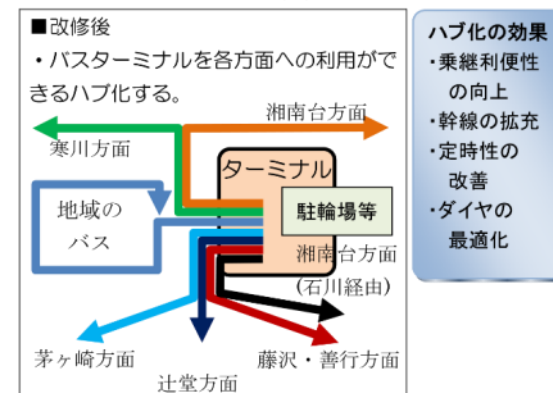 ■改修後
・バスターミナルを各方面への利用がで
きるハブ化する。
湘南台方面
寒川方面
ターミナル
地域の
バス
駐輪場等
湘南台方面
(石川経由)
茅ヶ崎方面
辻堂方面
藤沢・善行方面
ハブ化の効果
・乗継利便性
の向上
・幹線の拡充
・定時性の
改善
・ダイヤの
最適化